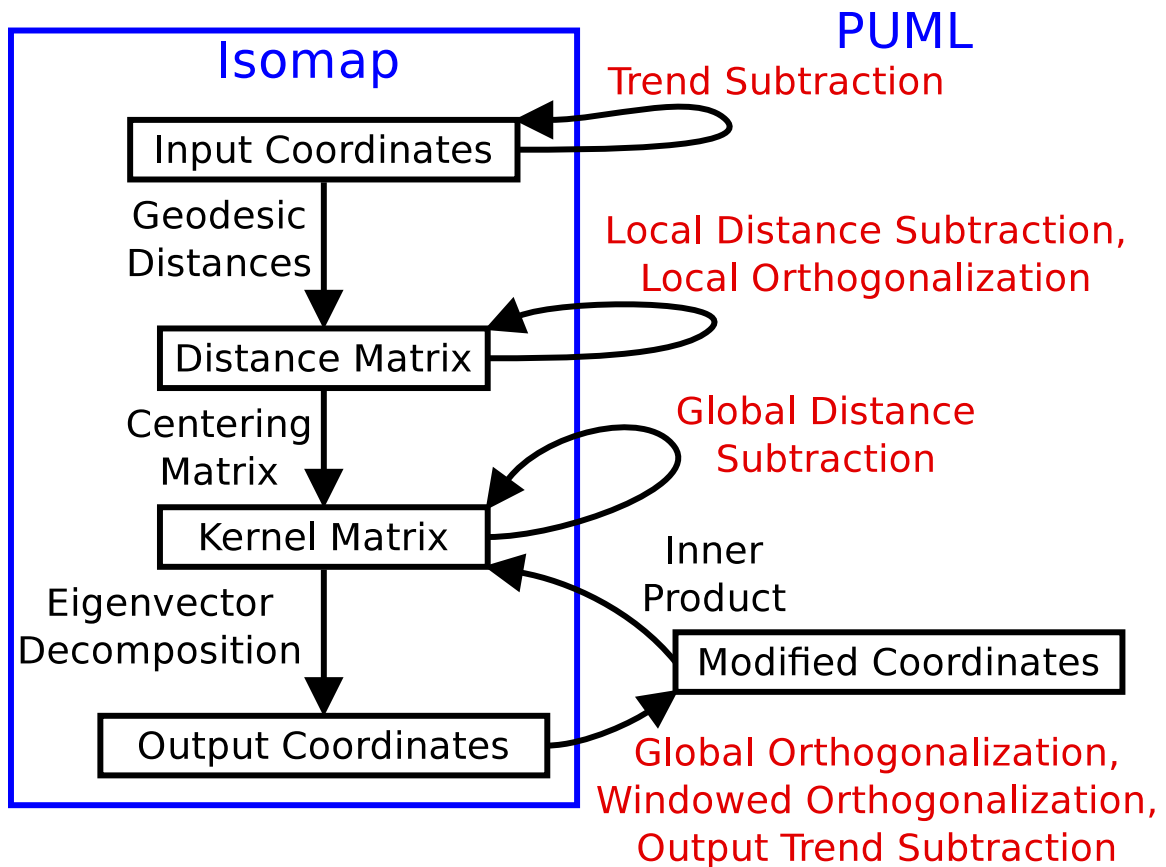 PUML
Isomap
Trend Subtraction
Input Coordinates
Geodesic
Distances
Local Distance Subtraction,
Local Orthogonalization
Distance Matrix
Centering
Matrix
Global Distance
Subtraction
Kernel Matrix
Inner
Product
Eigenvector
Decomposition
Modified Coordinates
Output Coordinates
Global Orthogonalization,
Windowed Orthogonalization,
Output Trend Subtraction